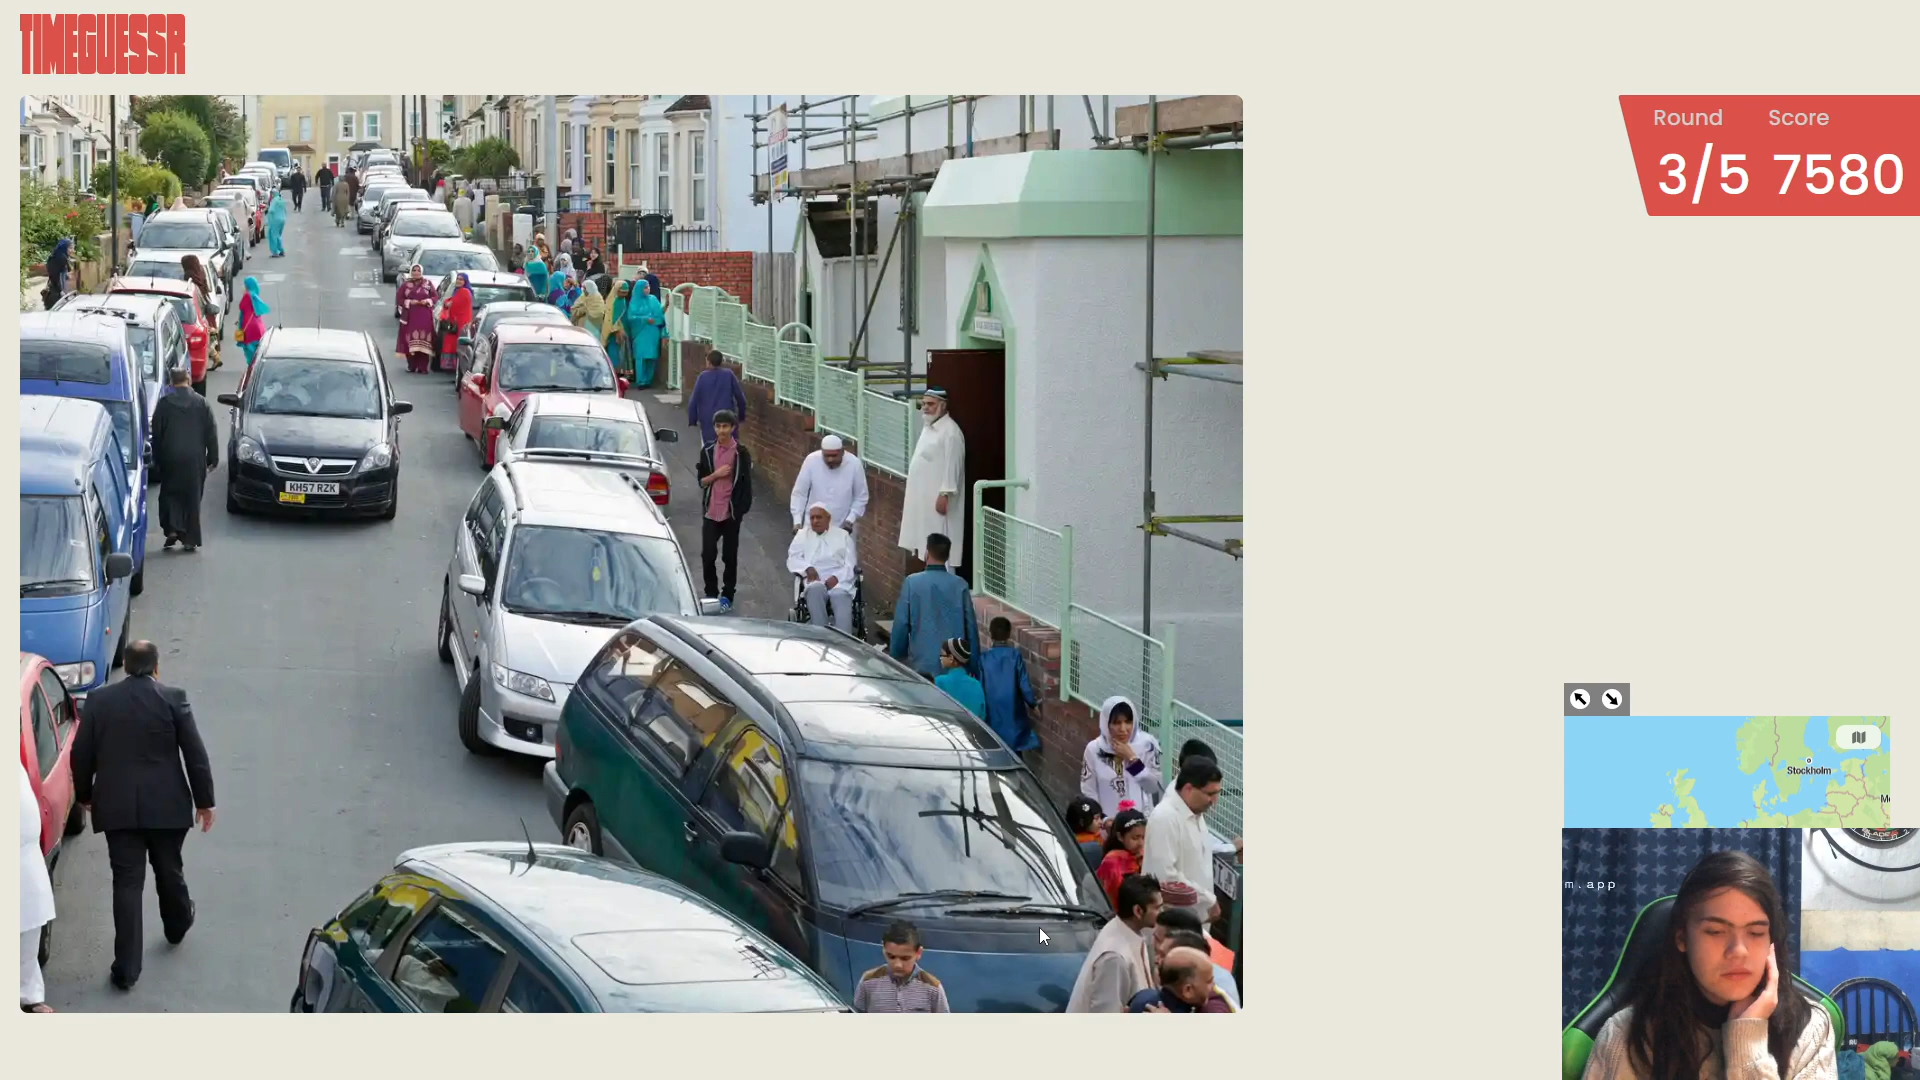 TIMEGUESSR
Round Score
3/5 7580
KH57 RZK
Stockholm
m.app